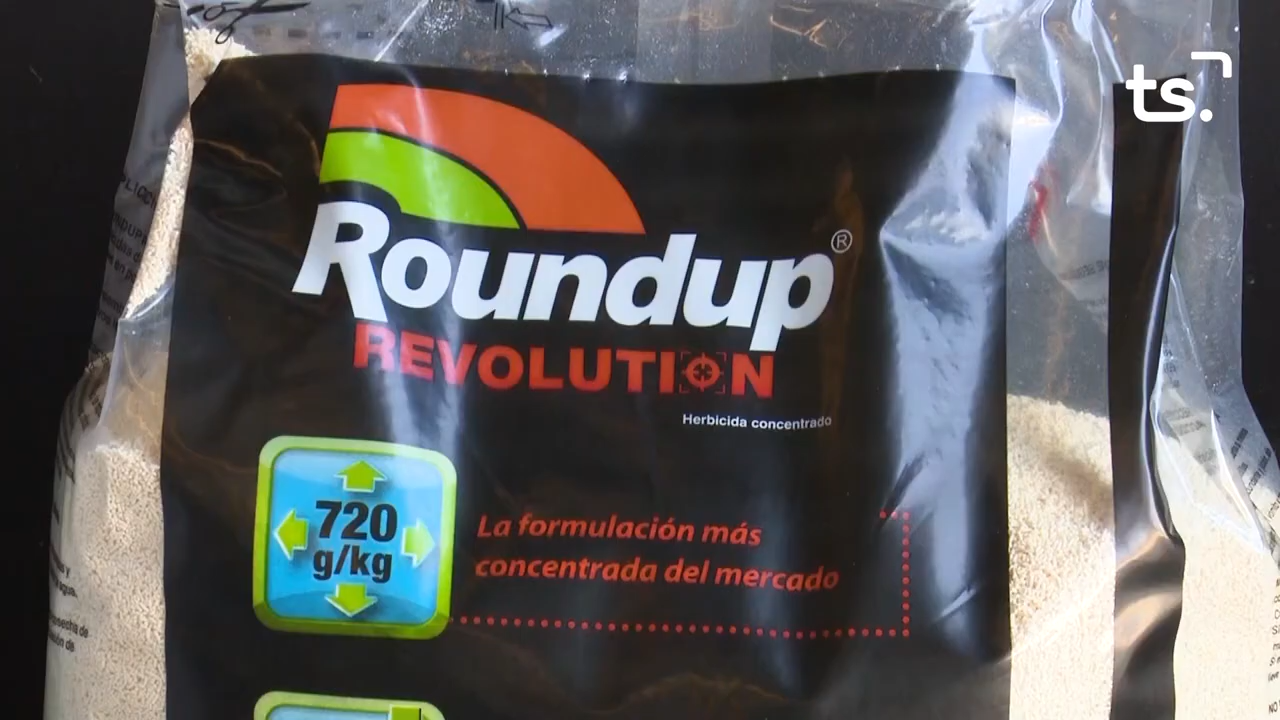 ts.
Roundup®
REVOLUTION
Herbicida concentrado
720
g/kg
La formulación más
concentrada del mercado